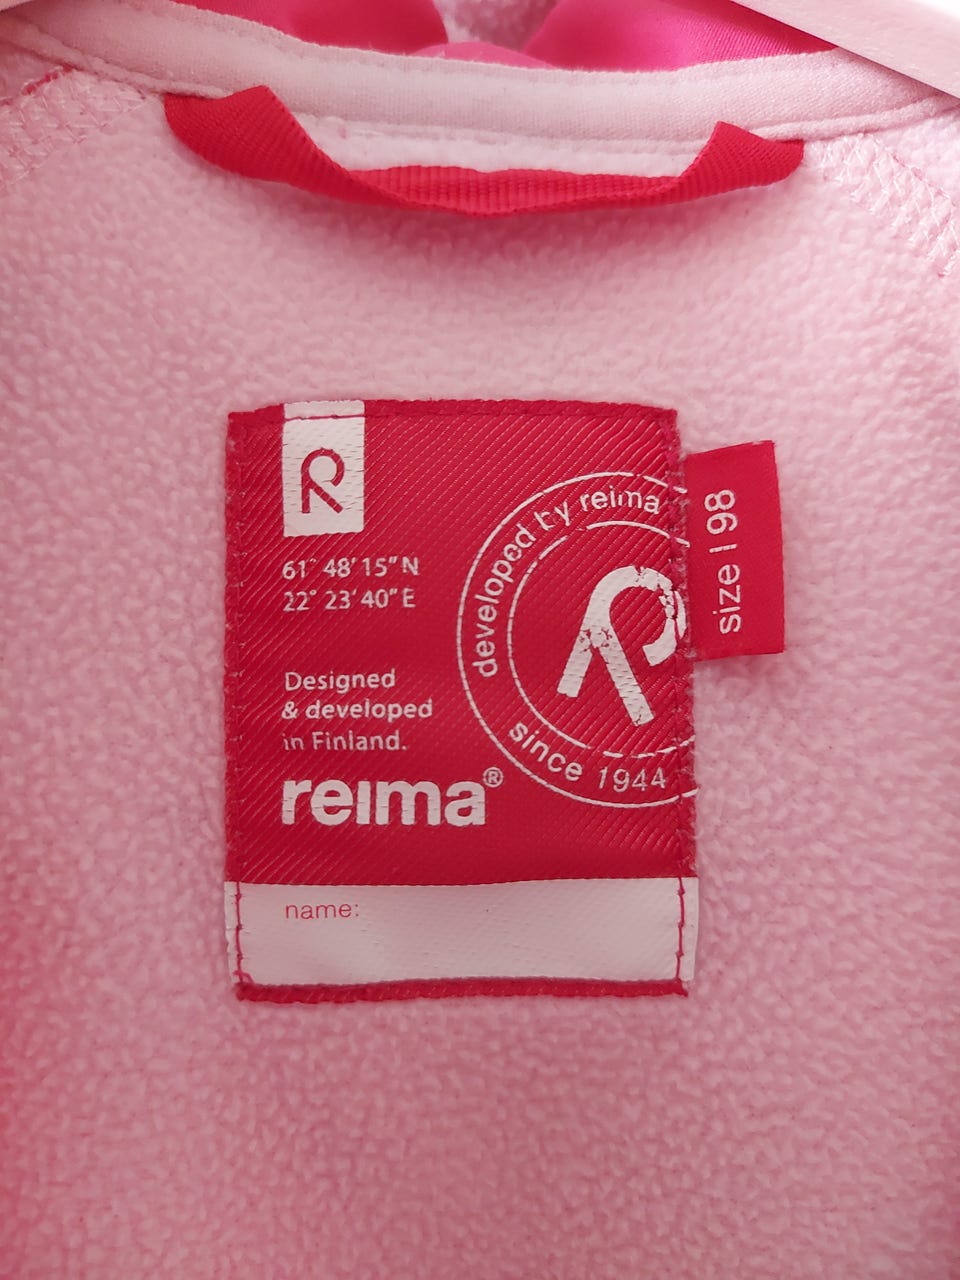 R
61° 48' 15" N
22° 23' 40" E
Designed
& developed
in Finland.
reima®
developed by reima
R
since 1944
size | 98
name: